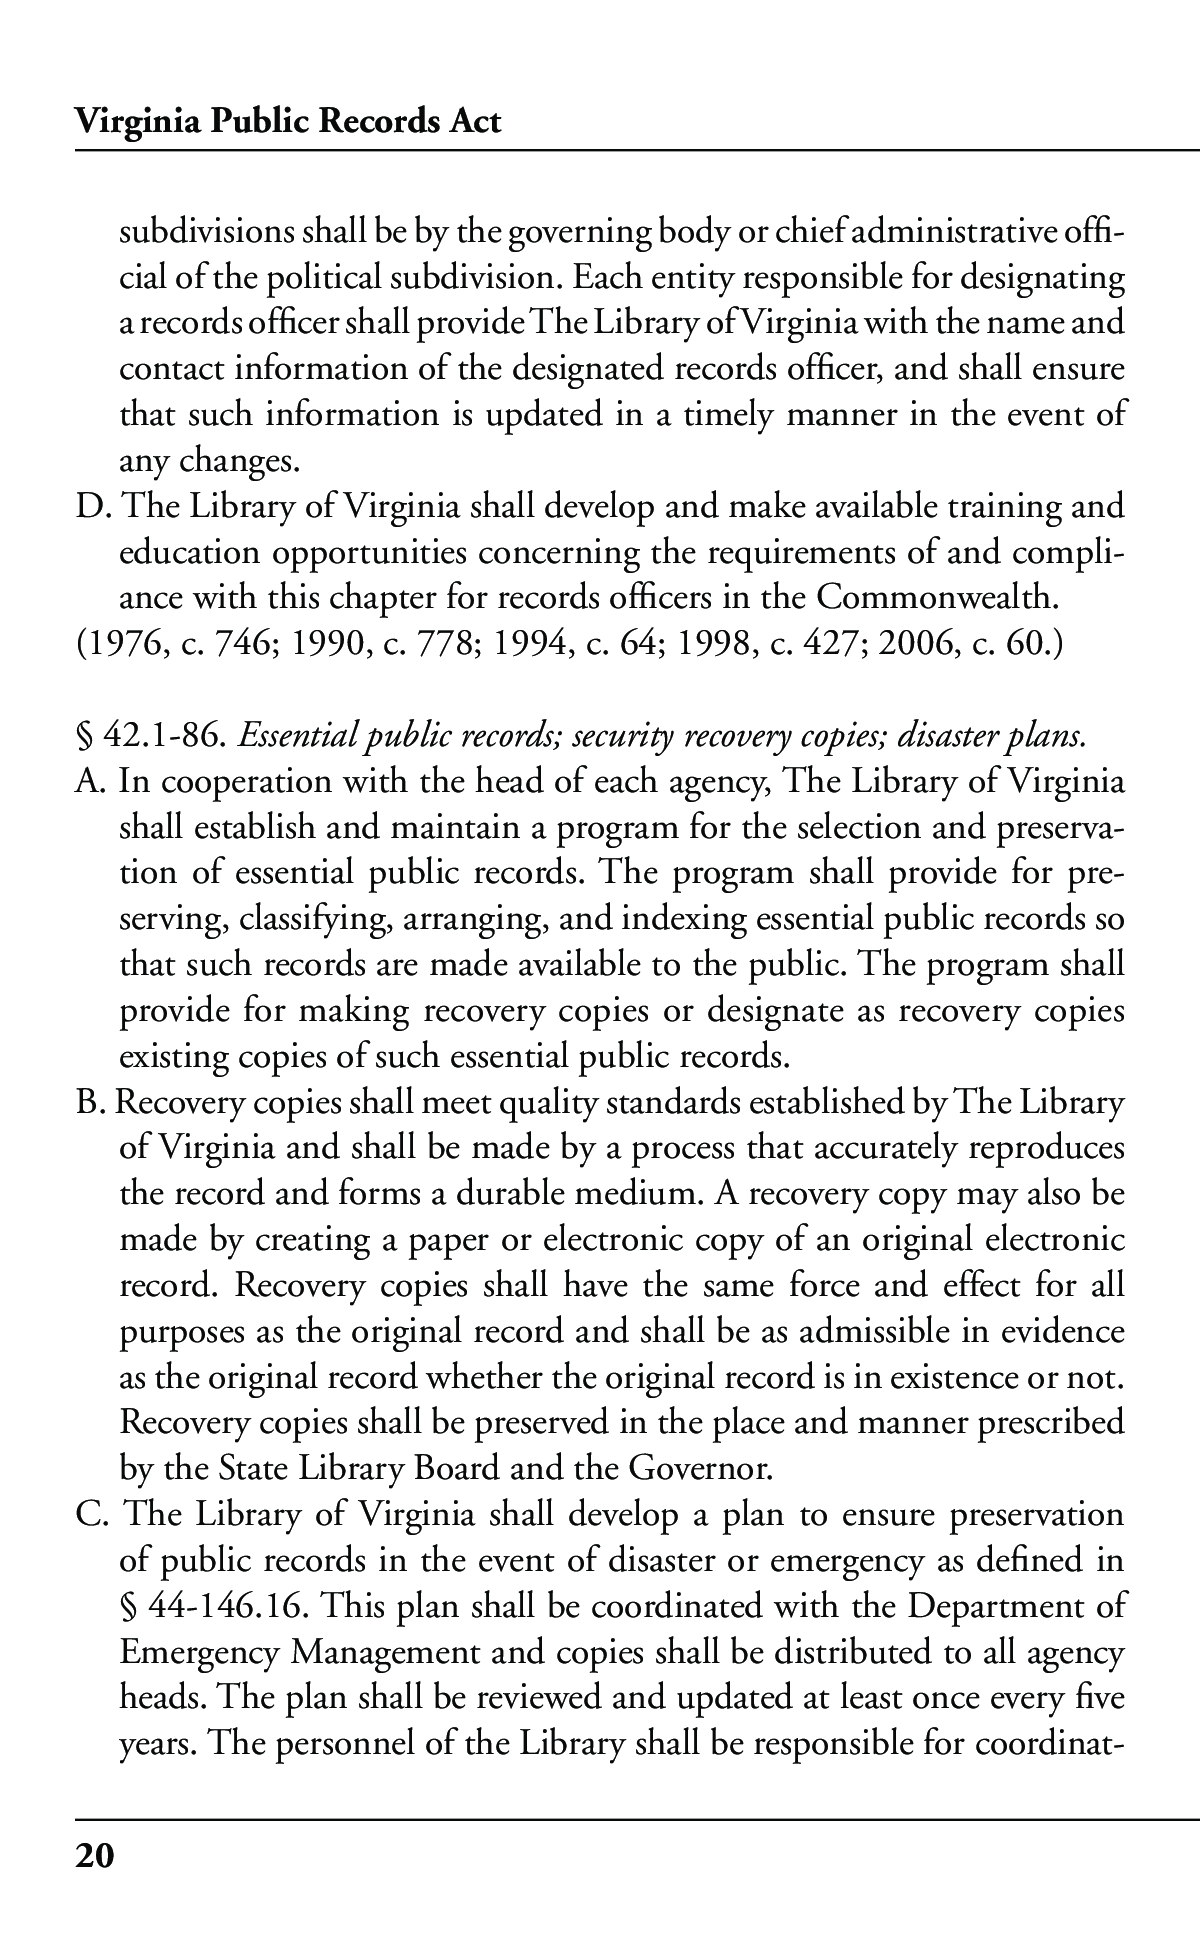 Virginia Public Records Act
subdivisions shall be by the governing body or chief administrative offi-
cial of the political subdivision. Each entity responsible for designating
a records officer shall provide The Library of Virginia with the name and
contact information of the designated records officer, and shall ensure
that such information is updated in a timely manner in the event of
any changes.
D. The Library of Virginia shall develop and make available training and
education opportunities concerning the requirements of and compli-
ance with this chapter for records officers in the Commonwealth.
(1976, c. 746; 1990, c. 778; 1994, c. 64; 1998, c. 427; 2006, c. 60.)
§ 42.1-86. Essential public records; security recovery copies; disaster plans.
A. In cooperation with the head of each agency, The Library of Virginia
shall establish and maintain a program for the selection and preserva-
tion of essential public records. The program shall provide for pre-
serving, classifying, arranging, and indexing essential public records so
that such records are made available to the public. The program shall
provide for making recovery copies or designate as recovery copies
existing copies of such essential public records.
B. Recovery copies shall meet quality standards established by The Library
of Virginia and shall be made by a process that accurately reproduces
the record and forms a durable medium. A recovery copy may also be
made by creating a paper or electronic copy of an original electronic
record. Recovery copies shall have the same force and effect for all
purposes as the original record and shall be as admissible in evidence
as the original record whether the original record is in existence or not.
Recovery copies shall be preserved in the place and manner prescribed
by the State Library Board and the Governor.
C. The Library of Virginia shall develop a plan to ensure preservation
of public records in the event of disaster or emergency as defined in
§ 44-146.16. This plan shall be coordinated with the Department of
Emergency Management and copies shall be distributed to all agency
heads. The plan shall be reviewed and updated at least once every five
years. The personnel of the Library shall be responsible for coordinat-
20